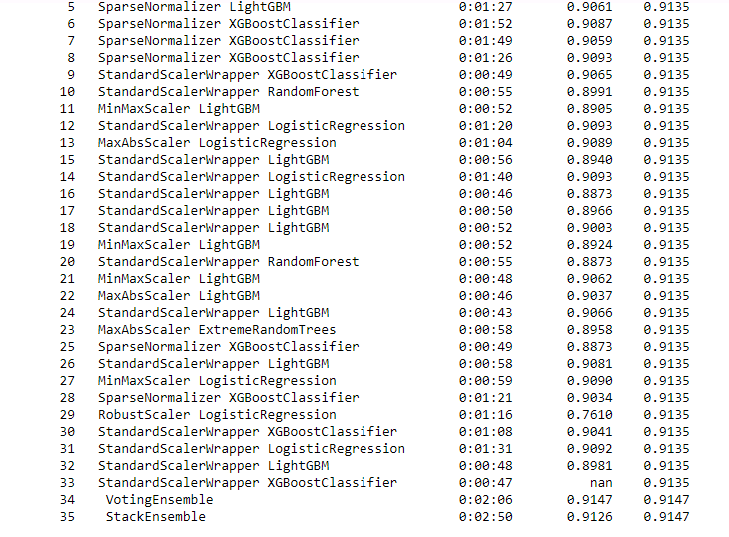 5 SparseNormalizer LightGBM 0:01:27 0.9061 0.9135
6 SparseNormalizer XGBoostClassifier 0:01:52 0.9087 0.9135
7 SparseNormalizer XGBoostClassifier 0:01:49 0.9059 0.9135
8 SparseNormalizer XGBoostClassifier 0:01:26 0.9093 0.9135
9 StandardScalerWrapper XGBoostClassifier 0:00:49 0.9065 0.9135
10 StandardScalerWrapper RandomForest 0:00:55 0.8991 0.9135
11 MinMaxScaler LightGBM 0:00:52 0.8905 0.9135
12 StandardScalerWrapper LogisticRegression 0:01:20 0.9093 0.9135
13 MaxAbsScaler LogisticRegression 0:01:04 0.9089 0.9135
15 StandardScalerWrapper LightGBM 0:00:56 0.8940 0.9135
14 StandardScalerWrapper LogisticRegression 0:01:40 0.9093 0.9135
16 StandardScalerWrapper LightGBM 0:00:46 0.8873 0.9135
17 StandardScalerWrapper LightGBM 0:00:50 0.8966 0.9135
18 StandardScalerWrapper LightGBM 0:00:52 0.9003 0.9135
19 MinMaxScaler LightGBM 0:00:52 0.8924 0.9135
20 StandardScalerWrapper RandomForest 0:00:55 0.8873 0.9135
21 MinMaxScaler LightGBM 0:00:48 0.9062 0.9135
22 MaxAbsScaler LightGBM 0:00:46 0.9037 0.9135
24 StandardScalerWrapper LightGBM 0:00:43 0.9066 0.9135
23 MaxAbsScaler ExtremeRandomTrees 0:00:58 0.8958 0.9135
25 SparseNormalizer XGBoostClassifier 0:00:49 0.8873 0.9135
26 StandardScalerWrapper LightGBM 0:00:58 0.9081 0.9135
27 MinMaxScaler LogisticRegression 0:00:59 0.9090 0.9135
28 SparseNormalizer XGBoostClassifier 0:01:21 0.9034 0.9135
29 RobustScaler LogisticRegression 0:01:16 0.7610 0.9135
30 StandardScalerWrapper XGBoostClassifier 0:01:08 0.9041 0.9135
31 StandardScalerWrapper LogisticRegression 0:01:31 0.9092 0.9135
32 StandardScalerWrapper LightGBM 0:00:48 0.8981 0.9135
33 StandardScalerWrapper XGBoostClassifier 0:00:47 nan 0.9135
34 VotingEnsemble 0:02:06 0.9147 0.9147
35 StackEnsemble 0:02:50 0.9126 0.9147